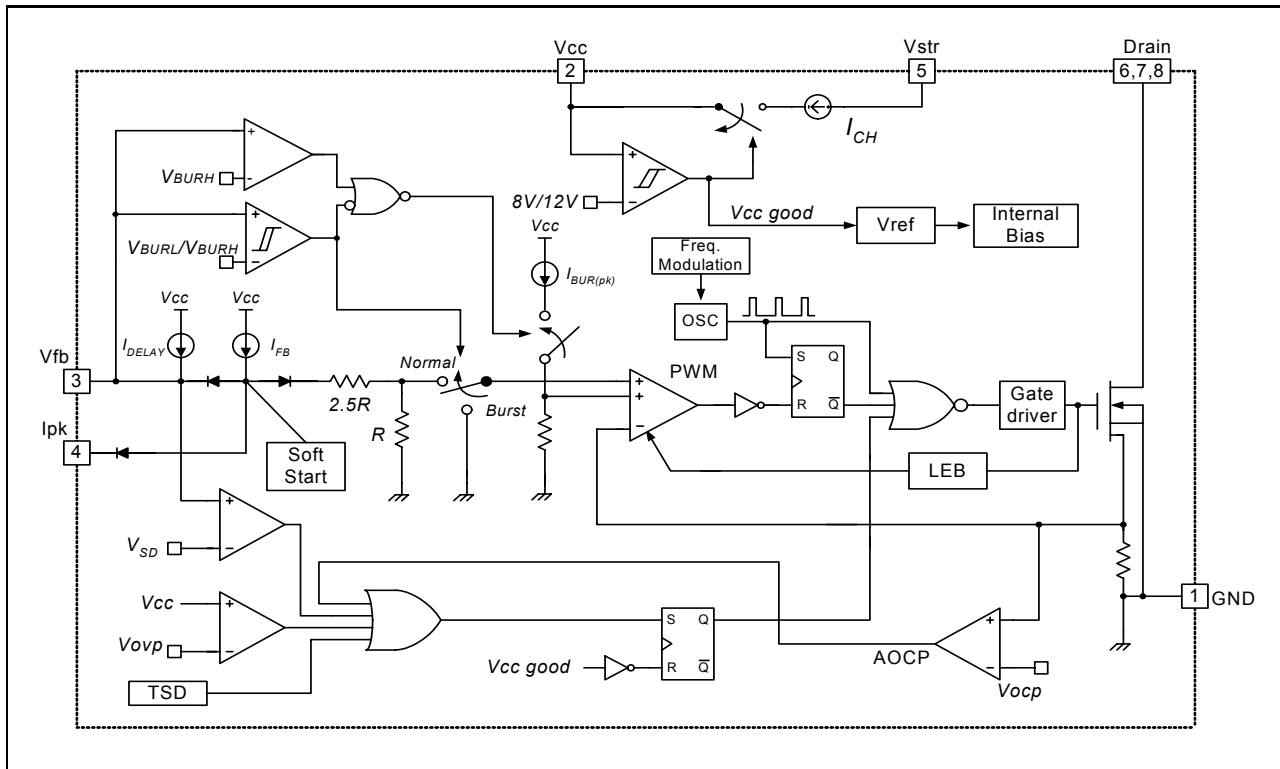 Vcc
Vstr
Drain
2
5
6,7,8
I_CH
V_BURH
+
-
8V/12V
+
-
Vcc good
Vref
Internal
Bias
V_BURL/V_BURH
+
-
Vcc
I_BUR(pk)
Freq.
Modulation
OSC
Vcc
Vcc
I_DELAY
I_FB
Vfb
3
2.5R
R
Normal
Burst
PWM
+
+
-
S
Q
R
Q
Gate
driver
LEB
Ipk
4
Soft
Start
V_SD
+
-
Vcc
Vovp
+
-
TSD
S
Q
R
Q
Vcc good
AOCP
+
-
Vocp
1
GND